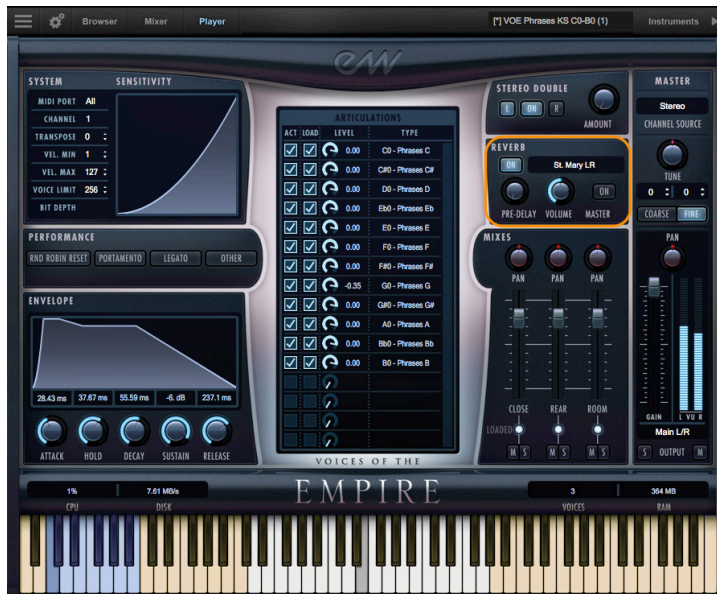 Browser Mixer Player [*] VOE Phrases KS C0-B0 (1) Instruments
ew
SYSTEM SENSITIVITY
MIDI PORT All
CHANNEL 1
TRANSPOSE 0
VEL. MIN 1
VEL. MAX 127
VOICE LIMIT 256
BIT DEPTH
PERFORMANCE
RND ROBIN RESET PORTAMENTO LEGATO OTHER
ENVELOPE
28.43 ms 37.67 ms 55.59 ms -6. dB 237.1 ms
ATTACK HOLD DECAY SUSTAIN RELEASE
ARTICULATIONS
ACT LOAD LEVEL TYPE
0.00 C0 - Phrases C
0.00 C#0 - Phrases C#
0.00 D0 - Phrases D
0.00 Eb0 - Phrases Eb
0.00 E0 - Phrases E
0.00 F0 - Phrases F
0.00 F#0 - Phrases F#
-0.35 G0 - Phrases G
0.00 G#0 - Phrases G#
0.00 A0 - Phrases A
0.00 Bb0 - Phrases Bb
0.00 B0 - Phrases B
VOICES OF THE
EMPIRE
STEREO DOUBLE
L ON R
AMOUNT
REVERB
ON St. Mary LR
PRE-DELAY VOLUME ON MASTER
MIXES
PAN PAN PAN
CLOSE REAR ROOM
LOADED
M S M S M S
MASTER
Stereo
CHANNEL SOURCE
TUNE
0 0
COARSE FINE
PAN
GAIN L VU R
Main L/R
S OUTPUT M
1% 7.61 MB/s
CPU DISK
3 364 MB
VOICES RAM